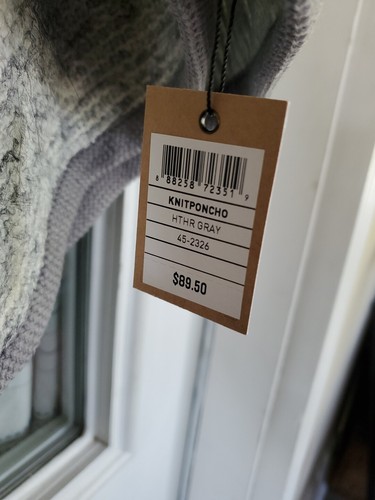 8 88258 72351 9
KNITPONCHO
HTHR GRAY
45-2326
$89.50